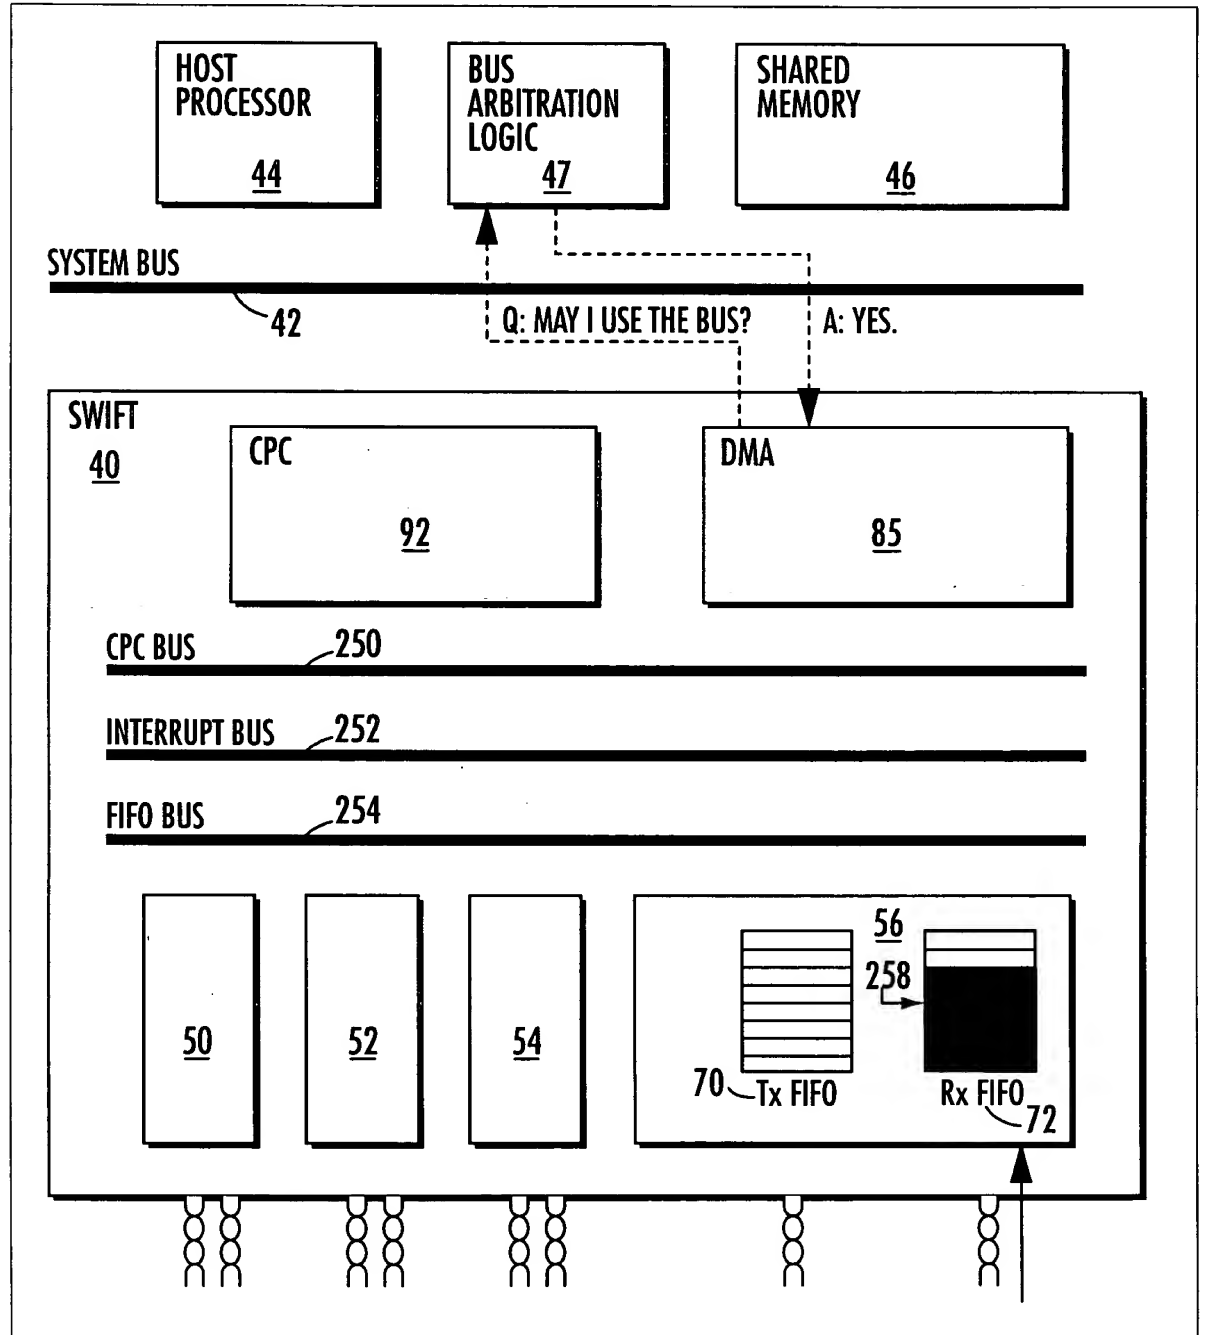 HOST
PROCESSOR
44
BUS
ARBITRATION
LOGIC
47
SHARED
MEMORY
46
SYSTEM BUS
42
Q: MAY I USE THE BUS?
A: YES.
SWIFT
40
CPC
92
DMA
85
CPC BUS
250
INTERRUPT BUS
252
FIFO BUS
254
50
52
54
56
258
70
Tx FIFO
Rx FIFO
72